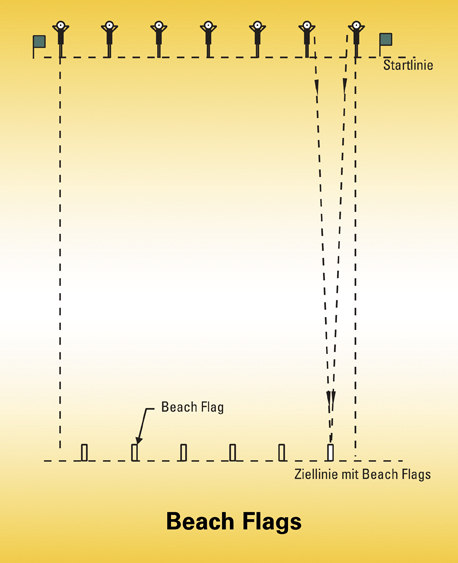 Startlinie
Beach Flag
Ziellinie mit Beach Flags
Beach Flags